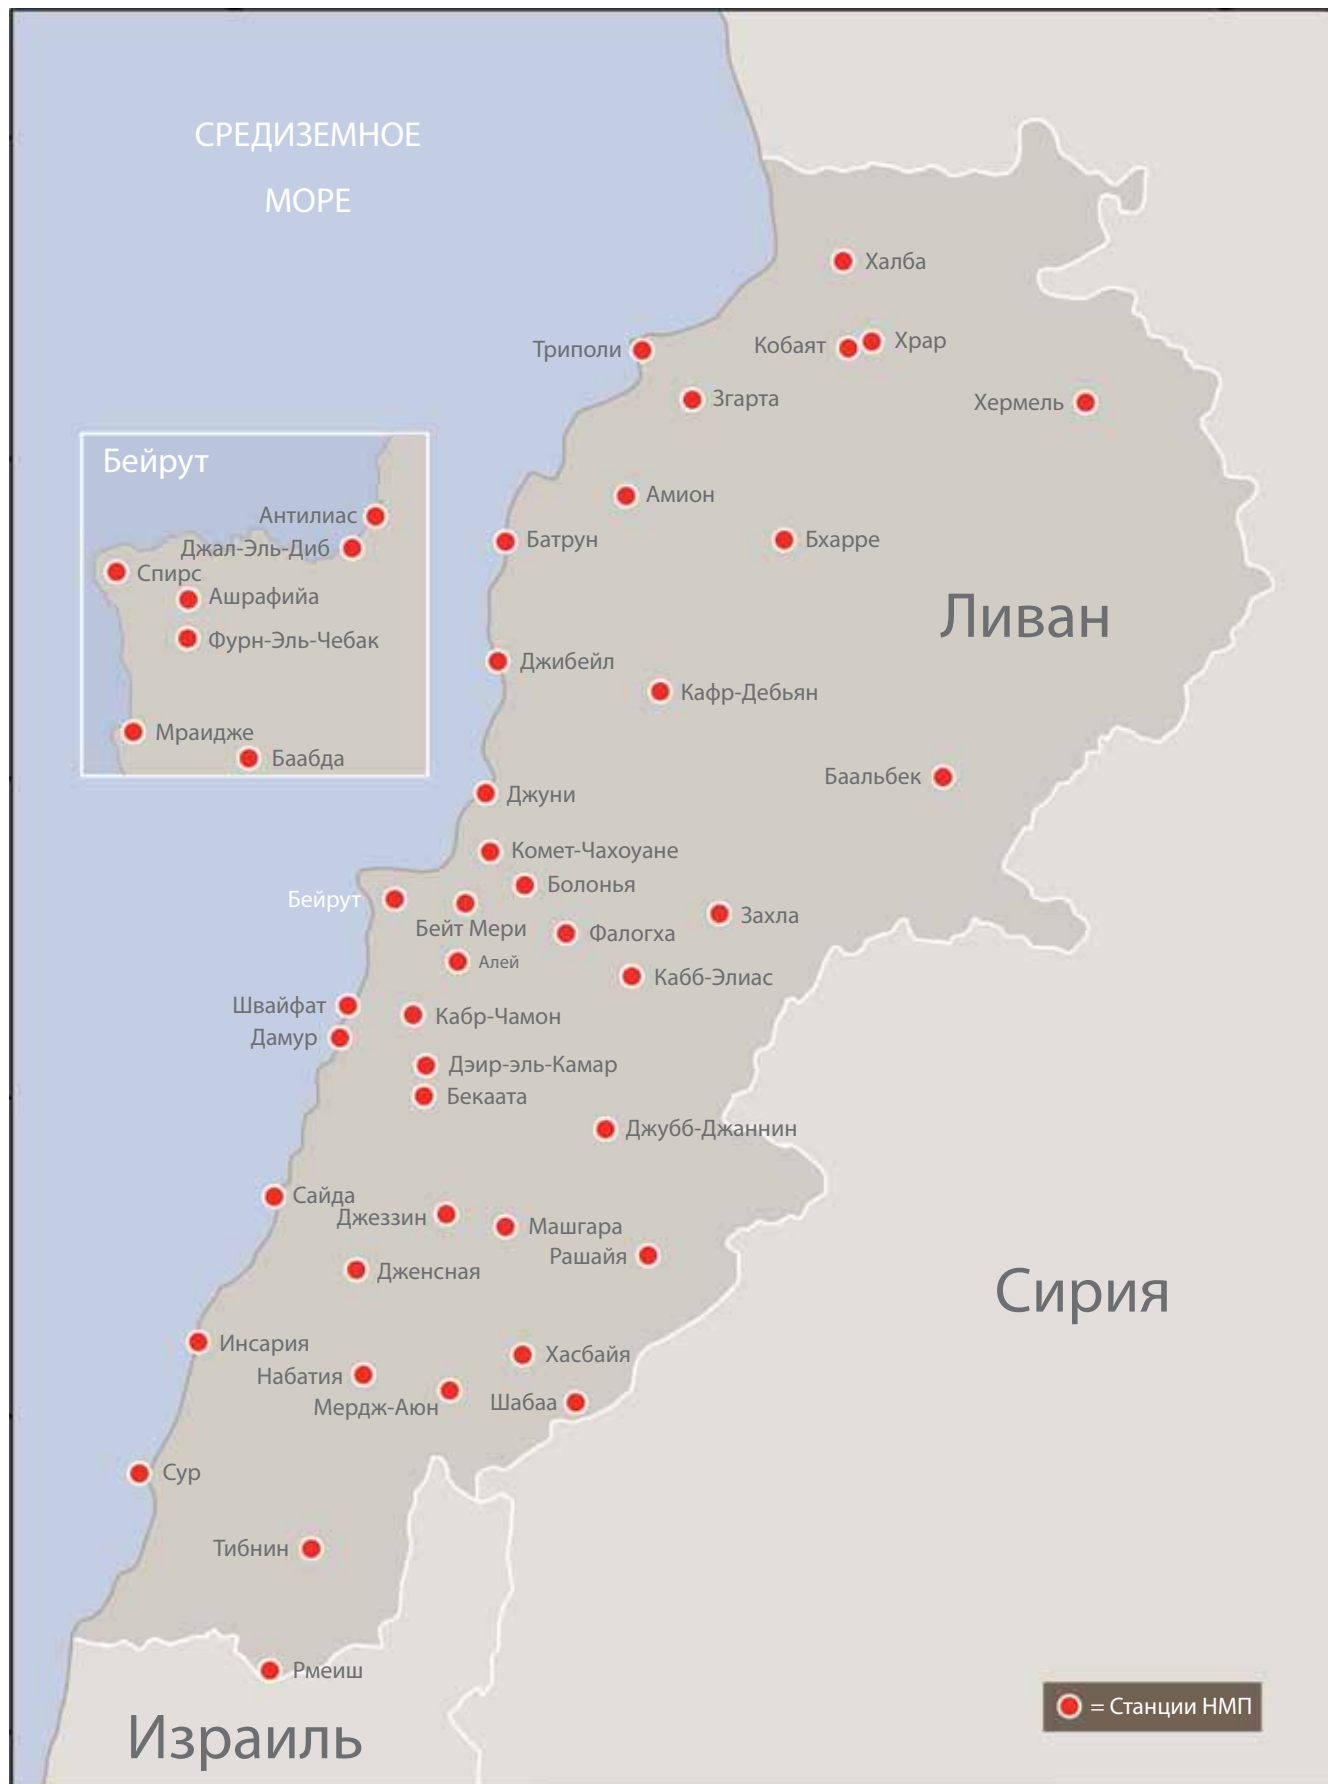 СРЕДИЗЕМНОЕ
МОРЕ
Халба
Триполи
Кобаят
Храр
Згарта
Хермель
Бейрут
Антилиас
Джал-Эль-Диб
Спирс
Ашрафийа
Фурн-Эль-Чебак
Мраидже
Баабда
Амион
Батрун
Бхарре
Ливан
Джибейл
Кафр-Дебьян
Баальбек
Джуни
Комет-Чахоуане
Болонья
Бейрут
Бейт Мери
Фалогха
Захла
Алей
Кабб-Элиас
Швайфат
Кабр-Чамон
Дамур
Дэир-эль-Камар
Бекаата
Джубб-Джаннин
Сайда
Джеззин
Машгара
Рашайя
Дженсная
Сирия
Инсария
Хасбайя
Набатия
Мердж-Аюн
Шабаа
Сур
Тибнин
Рмеиш
Израиль
= Станции НМП